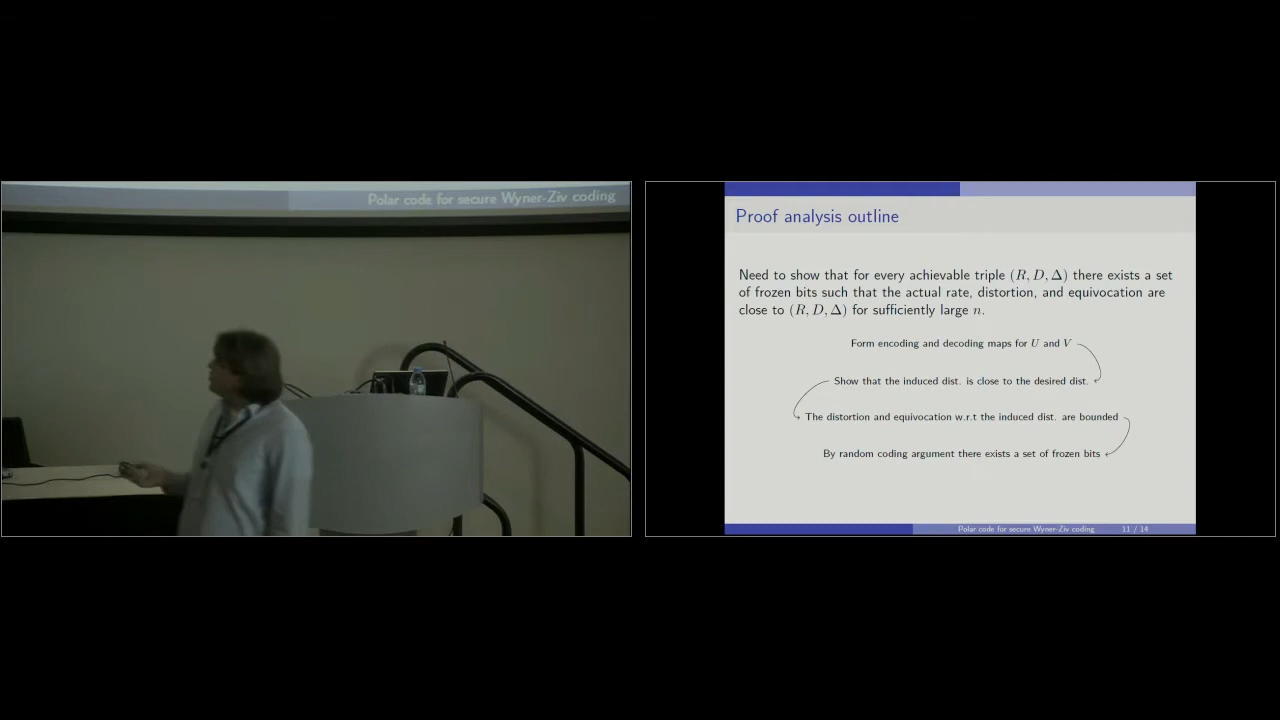 Polar code for secure Wyner-Ziv coding
Proof analysis outline
Need to show that for every achievable triple (R, D, Δ) there exists a set
of frozen bits such that the actual rate, distortion, and equivocation are
close to (R, D, Δ) for sufficiently large n.
Form encoding and decoding maps for U and V
Show that the induced dist. is close to the desired dist.
The distortion and equivocation w.r.t the induced dist. are bounded
By random coding argument there exists a set of frozen bits
Polar code for secure Wyner-Ziv coding 11 / 14